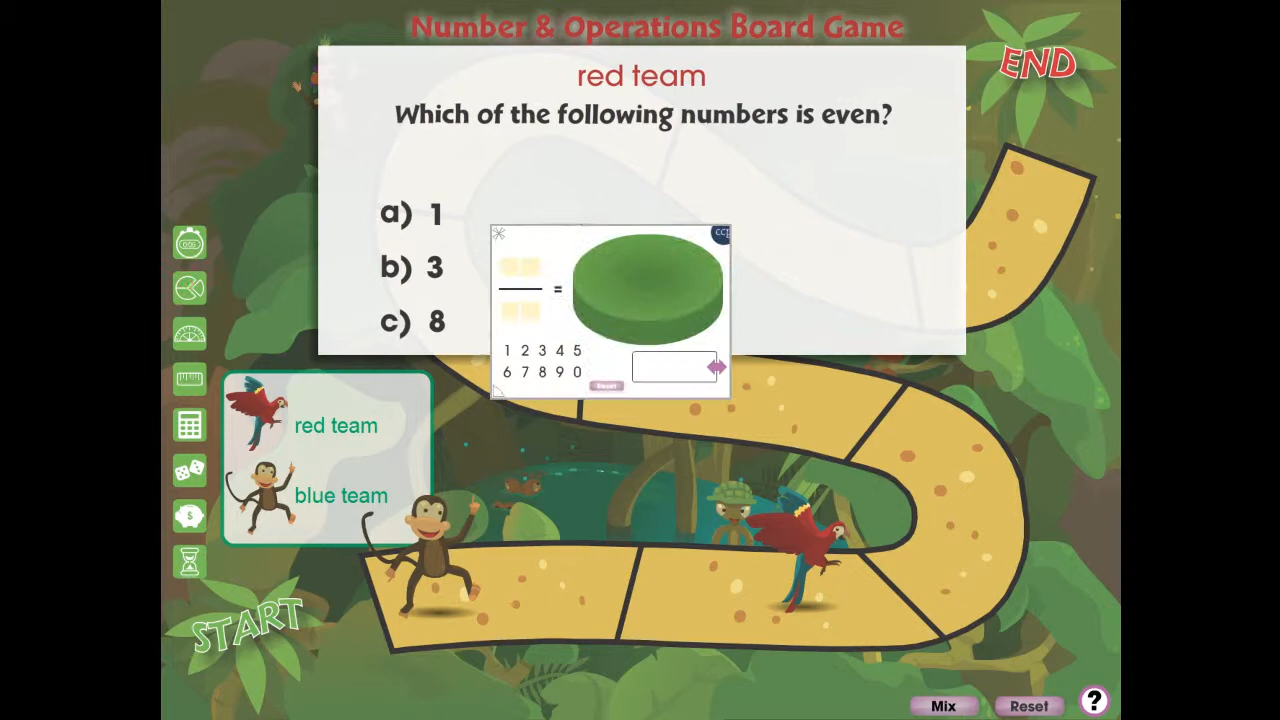 Number & Operations Board Game
END
red team
Which of the following numbers is even?
a) 1
b) 3
c) 8
=
1 2 3 4 5
6 7 8 9 0
Reset
red team
blue team
$
START
Mix
Reset
?